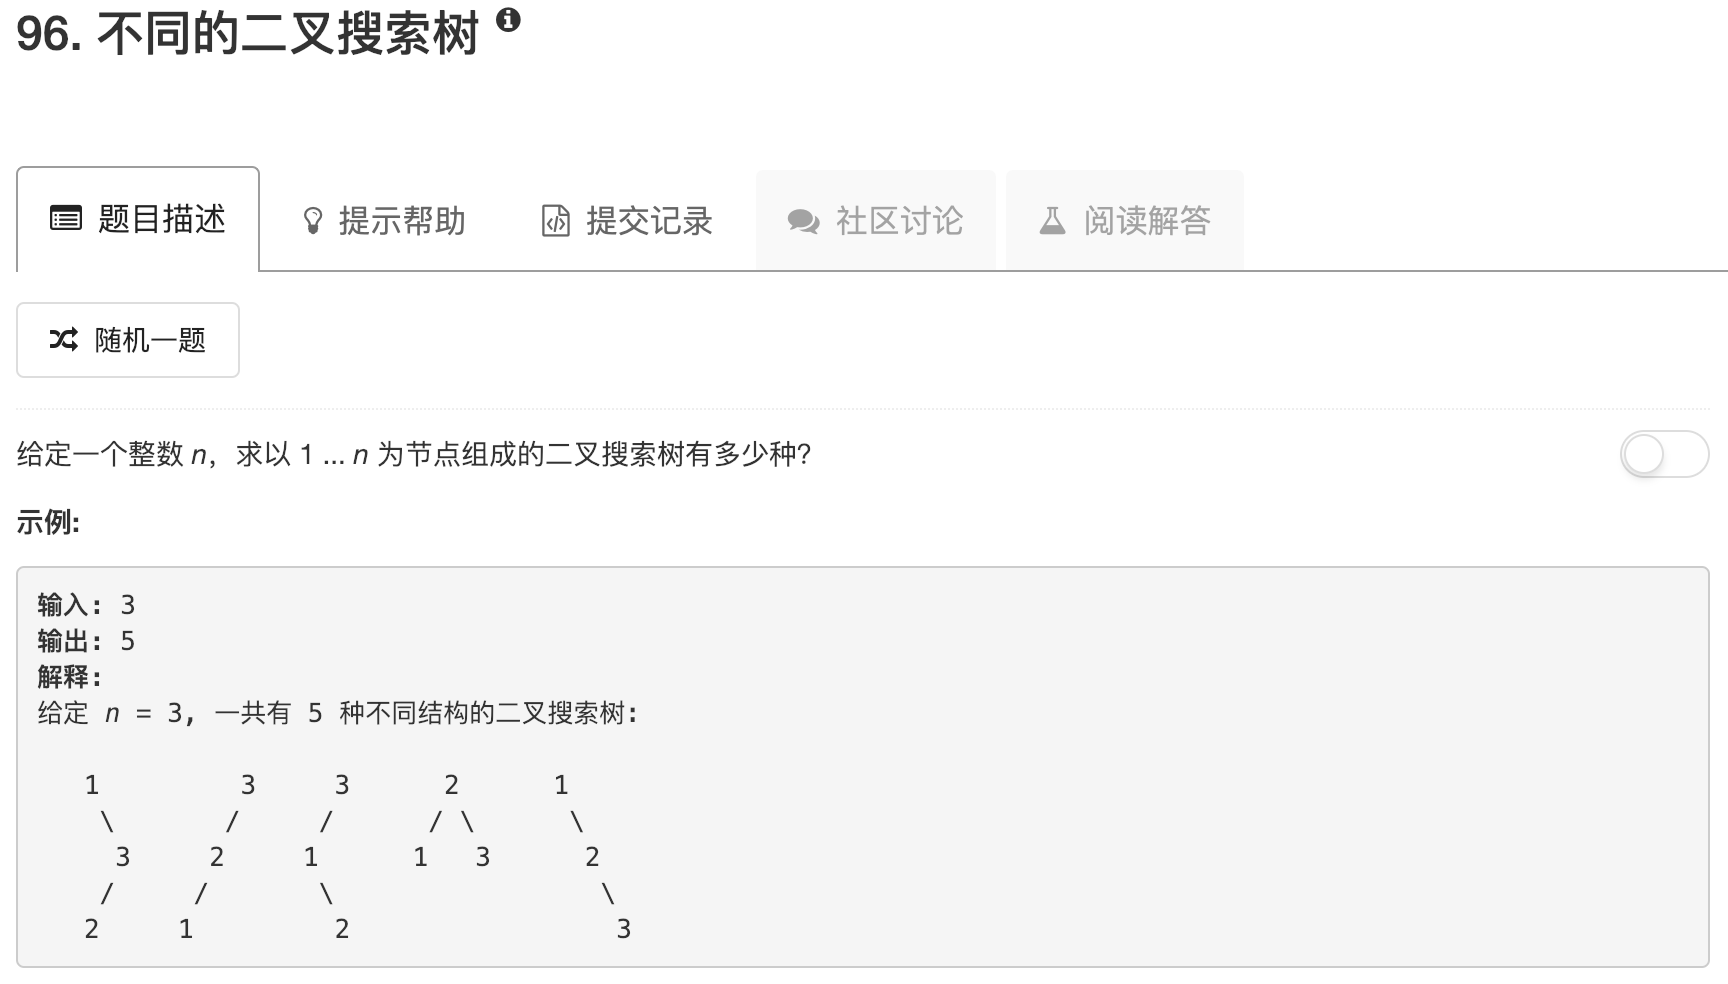 96. 不同的二叉搜索树
题目描述 提示帮助 提交记录 社区讨论 阅读解答
随机一题
给定一个整数 n，求以 1 ... n 为节点组成的二叉搜索树有多少种?
示例:
输入: 3
输出: 5
解释:
给定 n = 3, 一共有 5 种不同结构的二叉搜索树:
   1         3     3      2      1
    \       /     /      / \      \
     3     2     1      1   3      2
    /     /       \                 \
   2     1         2                 3